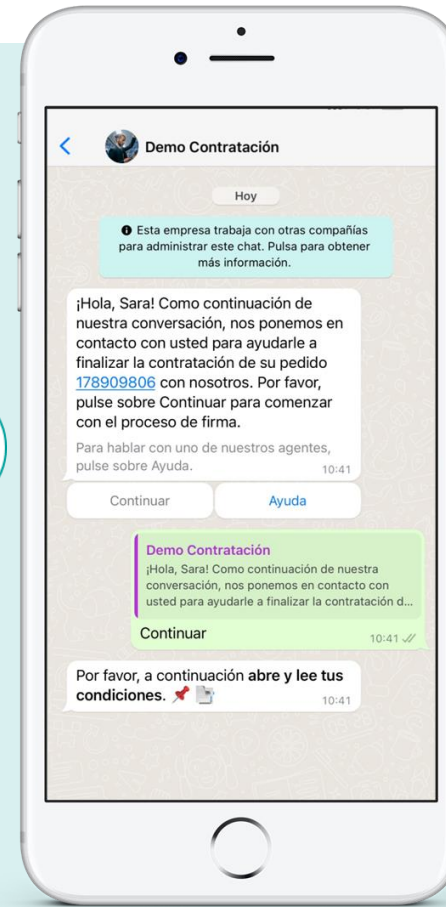 Demo Contratación
Hoy
Esta empresa trabaja con otras compañías
para administrar este chat. Pulsa para obtener
más información.
¡Hola, Sara! Como continuación de
nuestra conversación, nos ponemos en
contacto con usted para ayudarle a
finalizar la contratación de su pedido
178909806 con nosotros. Por favor,
pulse sobre Continuar para comenzar
con el proceso de firma.
Para hablar con uno de nuestros agentes,
pulse sobre Ayuda.
10:41
Continuar
Ayuda
Demo Contratación
¡Hola, Sara! Como continuación de nuestra
conversación, nos ponemos en contacto con
usted para ayudarle a finalizar la contratación d...
Continuar
10:41
Por favor, a continuación abre y lee tus
condiciones. 📌 📑
10:41